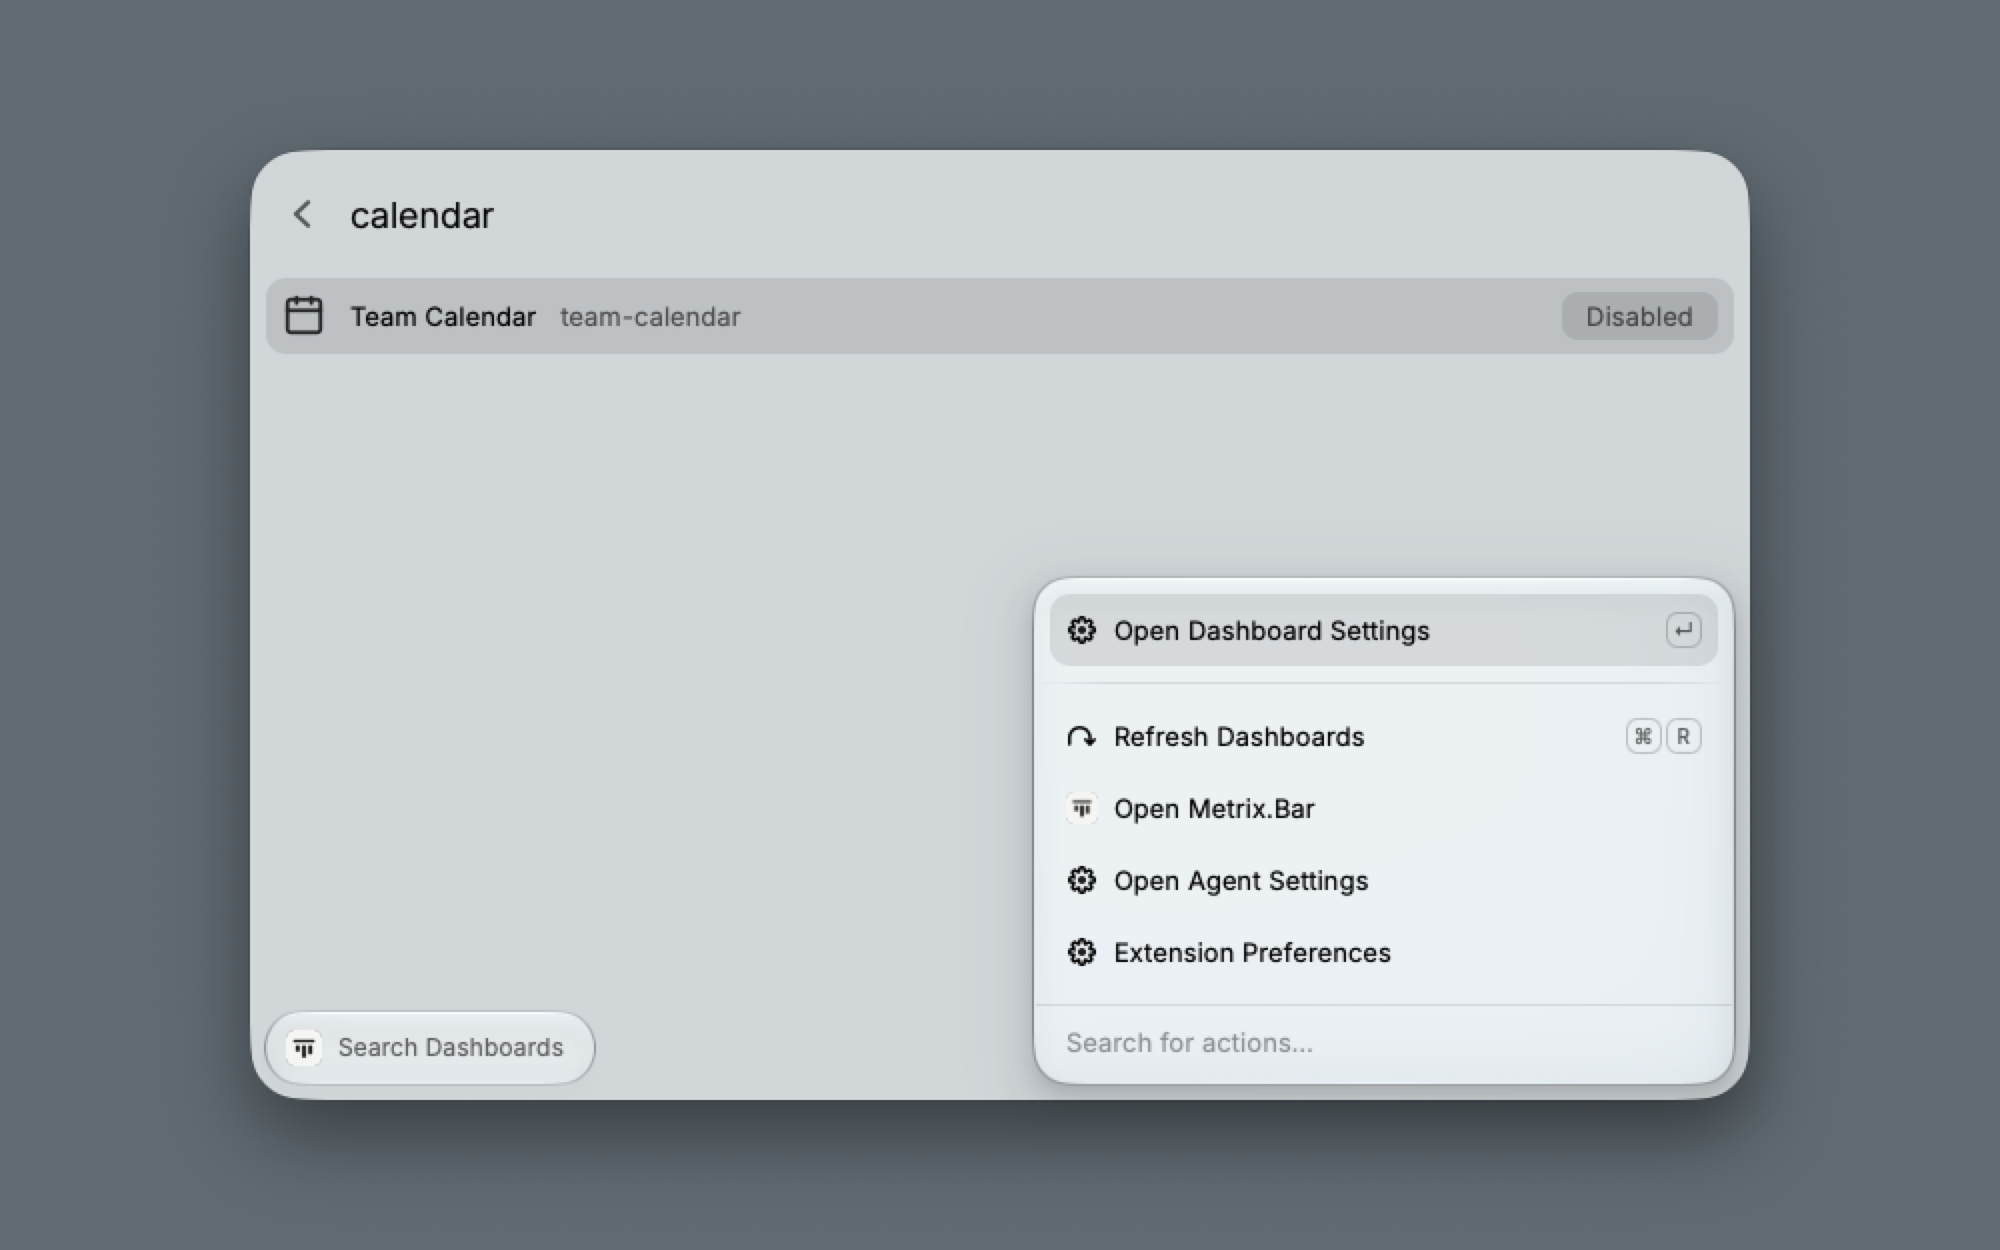 calendar
Team Calendar team-calendar Disabled
Open Dashboard Settings ↵
Refresh Dashboards ⌘ R
Open Metrix.Bar
Open Agent Settings
Extension Preferences
Search for actions...
Search Dashboards